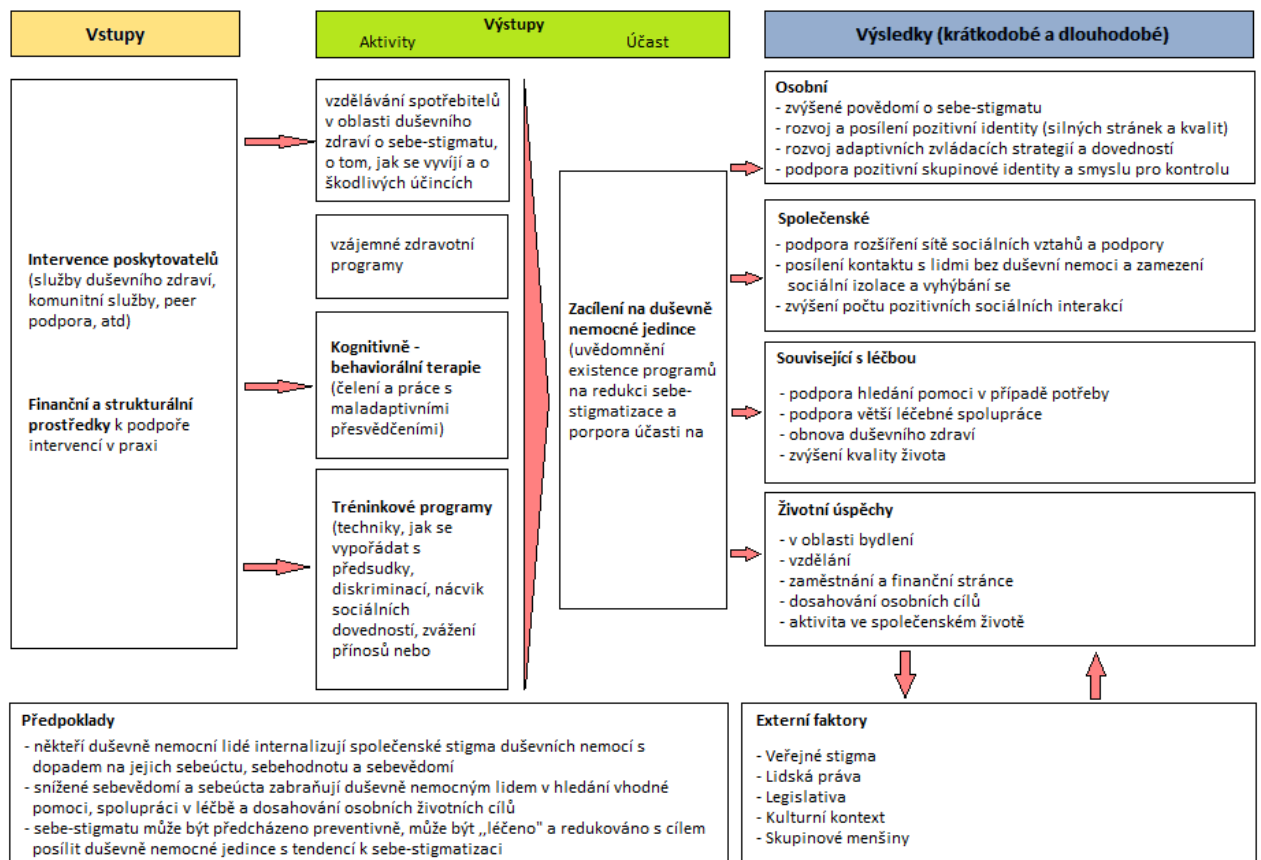 Vstupy
Výstupy
Aktivity
Účast
Výsledky (krátkodobé a dlouhodobé)
Intervence poskytovatelů
(služby duševního zdraví,
komunitní služby, peer
podpora, atd)
Finanční a strukturální
prostředky k podpoře
intervencí v praxi
vzdělávání spotřebitelů
v oblasti duševního
zdraví o sebe-stigmatu,
o tom, jak se vyvíjí a o
škodlivých účincích
vzájemné zdravotní
programy
Kognitivně -
behaviorální terapie
(čelení a práce s
maladaptivními
přesvědčeními)
Tréninkové programy
(techniky, jak se
vypořádat s
předsudky,
diskriminací, nácvik
sociálních
dovedností, zvážení
přínosů nebo
Zacílení na duševně
nemocné jedince
(uvědomnění
existence programů
na redukci sebe-
stigmatizace a
porpora účasti na
Osobní
- zvýšené povědomí o sebe-stigmatu
- rozvoj a posílení pozitivní identity (silných stránek a kvalit)
- rozvoj adaptivních zvládacích strategií a dovedností
- podpora pozitivní skupinové identity a smyslu pro kontrolu
Společenské
- podpora rozšíření sítě sociálních vztahů a podpory
- posílení kontaktu s lidmi bez duševní nemoci a zamezení
sociální izolace a vyhýbání se
- zvýšení počtu pozitivních sociálních interakcí
Související s léčbou
- podpora hledání pomoci v případě potřeby
- podpora větší léčebné spolupráce
- obnova duševního zdraví
- zvýšení kvality života
Životní úspěchy
- v oblasti bydlení
- vzdělání
- zaměstnání a finanční stránce
- dosahování osobních cílů
- aktivita ve společenském životě
Předpoklady
- někteří duševně nemocní lidé internalizují společenské stigma duševních nemocí s
dopadem na jejich sebeúctu, sebehodnotu a sebevědomí
- snížené sebevědomí a sebeúcta zabraňují duševně nemocným lidem v hledání vhodné
pomoci, spolupráci v léčbě a dosahování osobních životních cílů
- sebe-stigmatu může být předcházeno preventivně, může být ,,léčeno" a redukováno s cílem
posílit duševně nemocné jedince s tendencí k sebe-stigmatizaci
Externí faktory
- Veřejné stigma
- Lidská práva
- Legislativa
- Kulturní kontext
- Skupinové menšiny